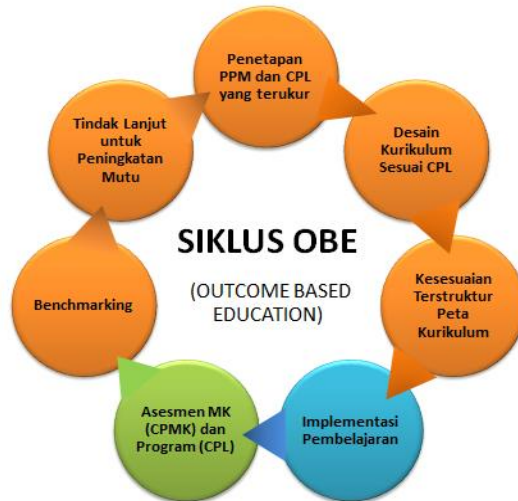 Penetapan
PPM dan CPL
yang terukur
Desain
Kurikulum
Sesuai CPL
Kesesuaian
Terstruktur
Peta
Kurikulum
Implementasi
Pembelajaran
Asesmen MK
(CPMK) dan
Program (CPL)
Benchmarking
Tindak Lanjut
untuk
Peningkatan
Mutu
SIKLUS OBE
(OUTCOME BASED
EDUCATION)